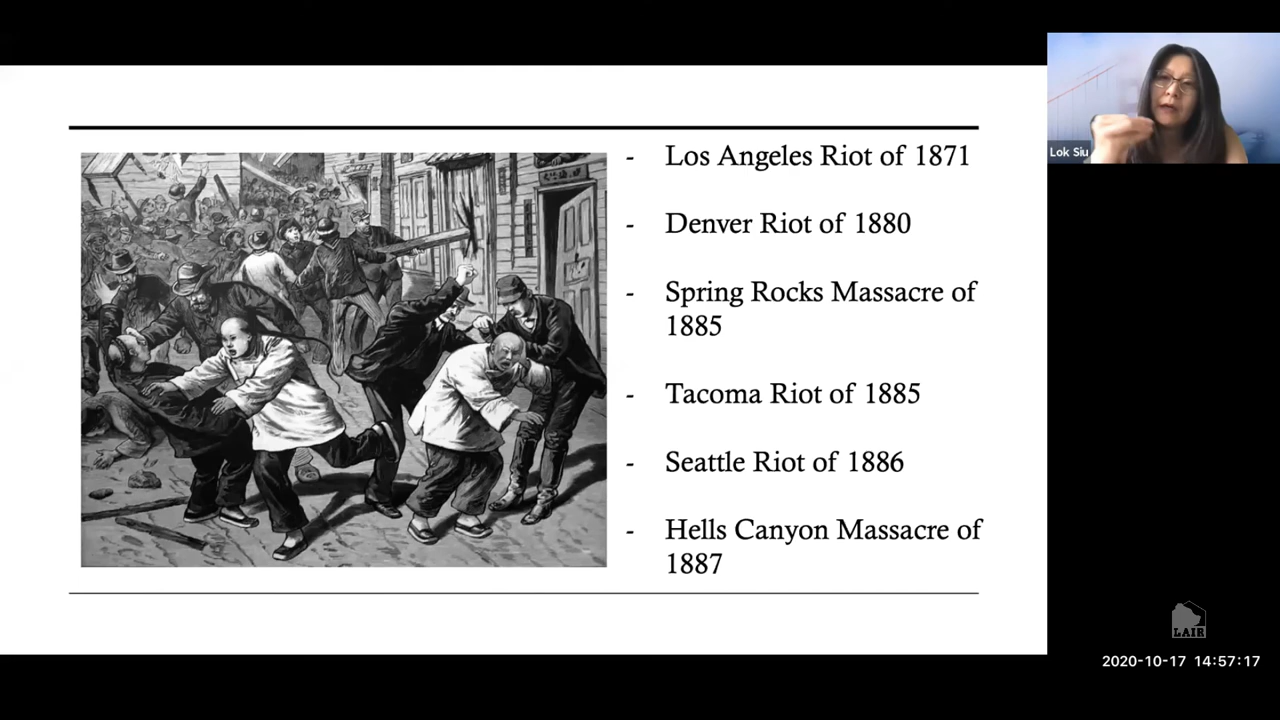 - Los Angeles Riot of 1871
- Denver Riot of 1880
- Spring Rocks Massacre of
1885
- Tacoma Riot of 1885
- Seattle Riot of 1886
- Hells Canyon Massacre of
1887
Lok Siu
LAIR
2020-10-17 14:57:17